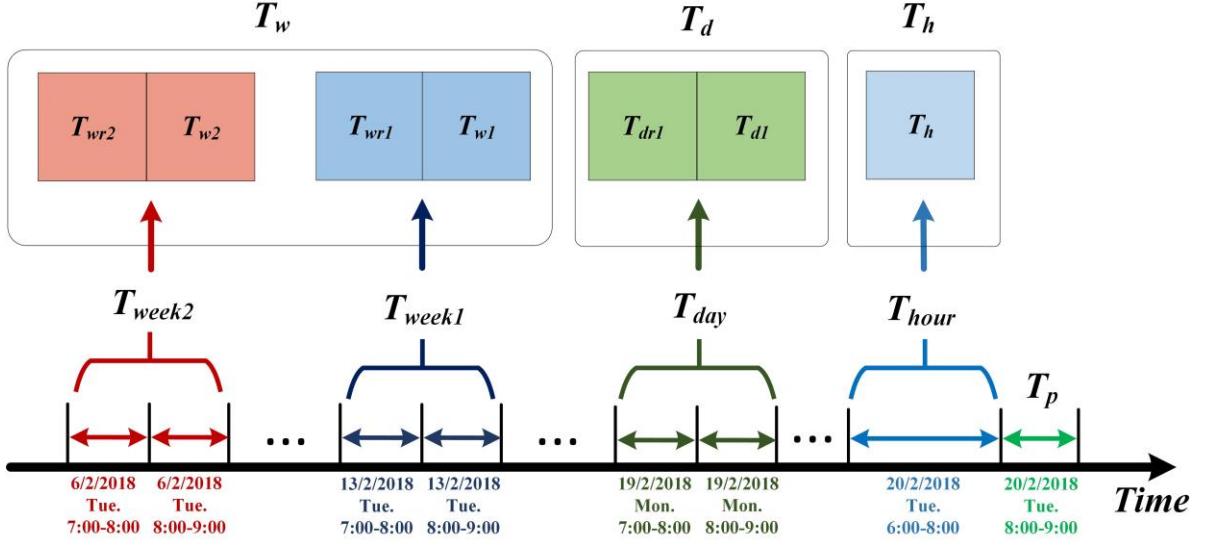 T_w T_d T_h
T_wr2 T_w2 T_wr1 T_w1 T_dr1 T_d1 T_h
T_week2 T_week1 T_day T_hour
T_p
... ... ...
6/2/2018 6/2/2018 13/2/2018 13/2/2018 19/2/2018 19/2/2018 20/2/2018 20/2/2018
Tue. Tue. Tue. Tue. Mon. Mon. Tue. Tue.
7:00-8:00 8:00-9:00 7:00-8:00 8:00-9:00 7:00-8:00 8:00-9:00 6:00-8:00 8:00-9:00
Time